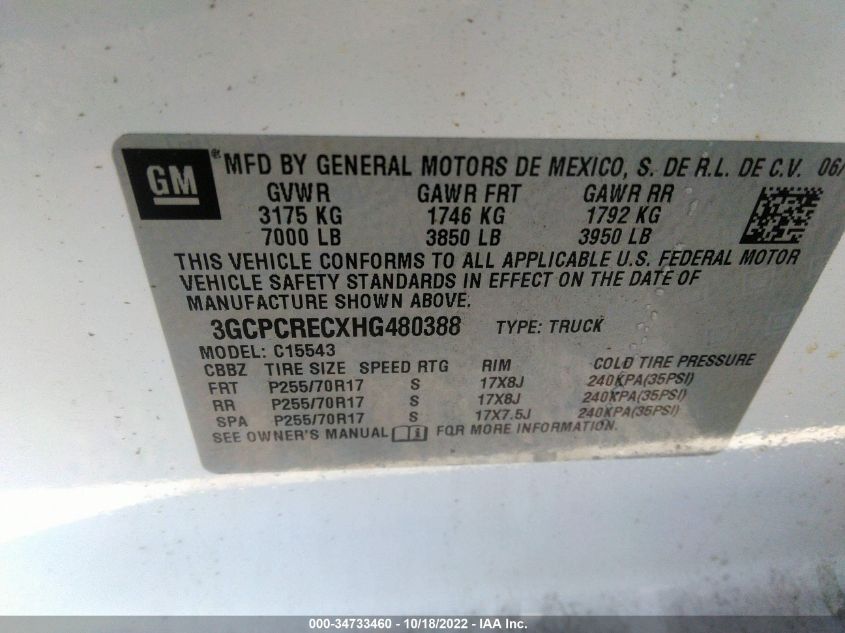 GM® MFD BY GENERAL MOTORS DE MEXICO, S. DE R.L. DE C.V. 06/
GVWR GAWR FRT GAWR RR
3175 KG 1746 KG 1792 KG
7000 LB 3850 LB 3950 LB
THIS VEHICLE CONFORMS TO ALL APPLICABLE U.S. FEDERAL MOTOR
VEHICLE SAFETY STANDARDS IN EFFECT ON THE DATE OF
MANUFACTURE SHOWN ABOVE.
3GCPCRECXHG480388 TYPE: TRUCK
MODEL: C15543
CBBZ TIRE SIZE SPEED RTG RIM COLD TIRE PRESSURE
FRT P255/70R17 S 17X8J 240KPA(35PSI)
RR P255/70R17 S 17X8J 240KPA(35PSI)
SPA P255/70R17 S 17X7.5J 240KPA(35PSI)
SEE OWNER'S MANUAL FOR MORE INFORMATION.
000-34733460 - 10/18/2022 - IAA Inc.